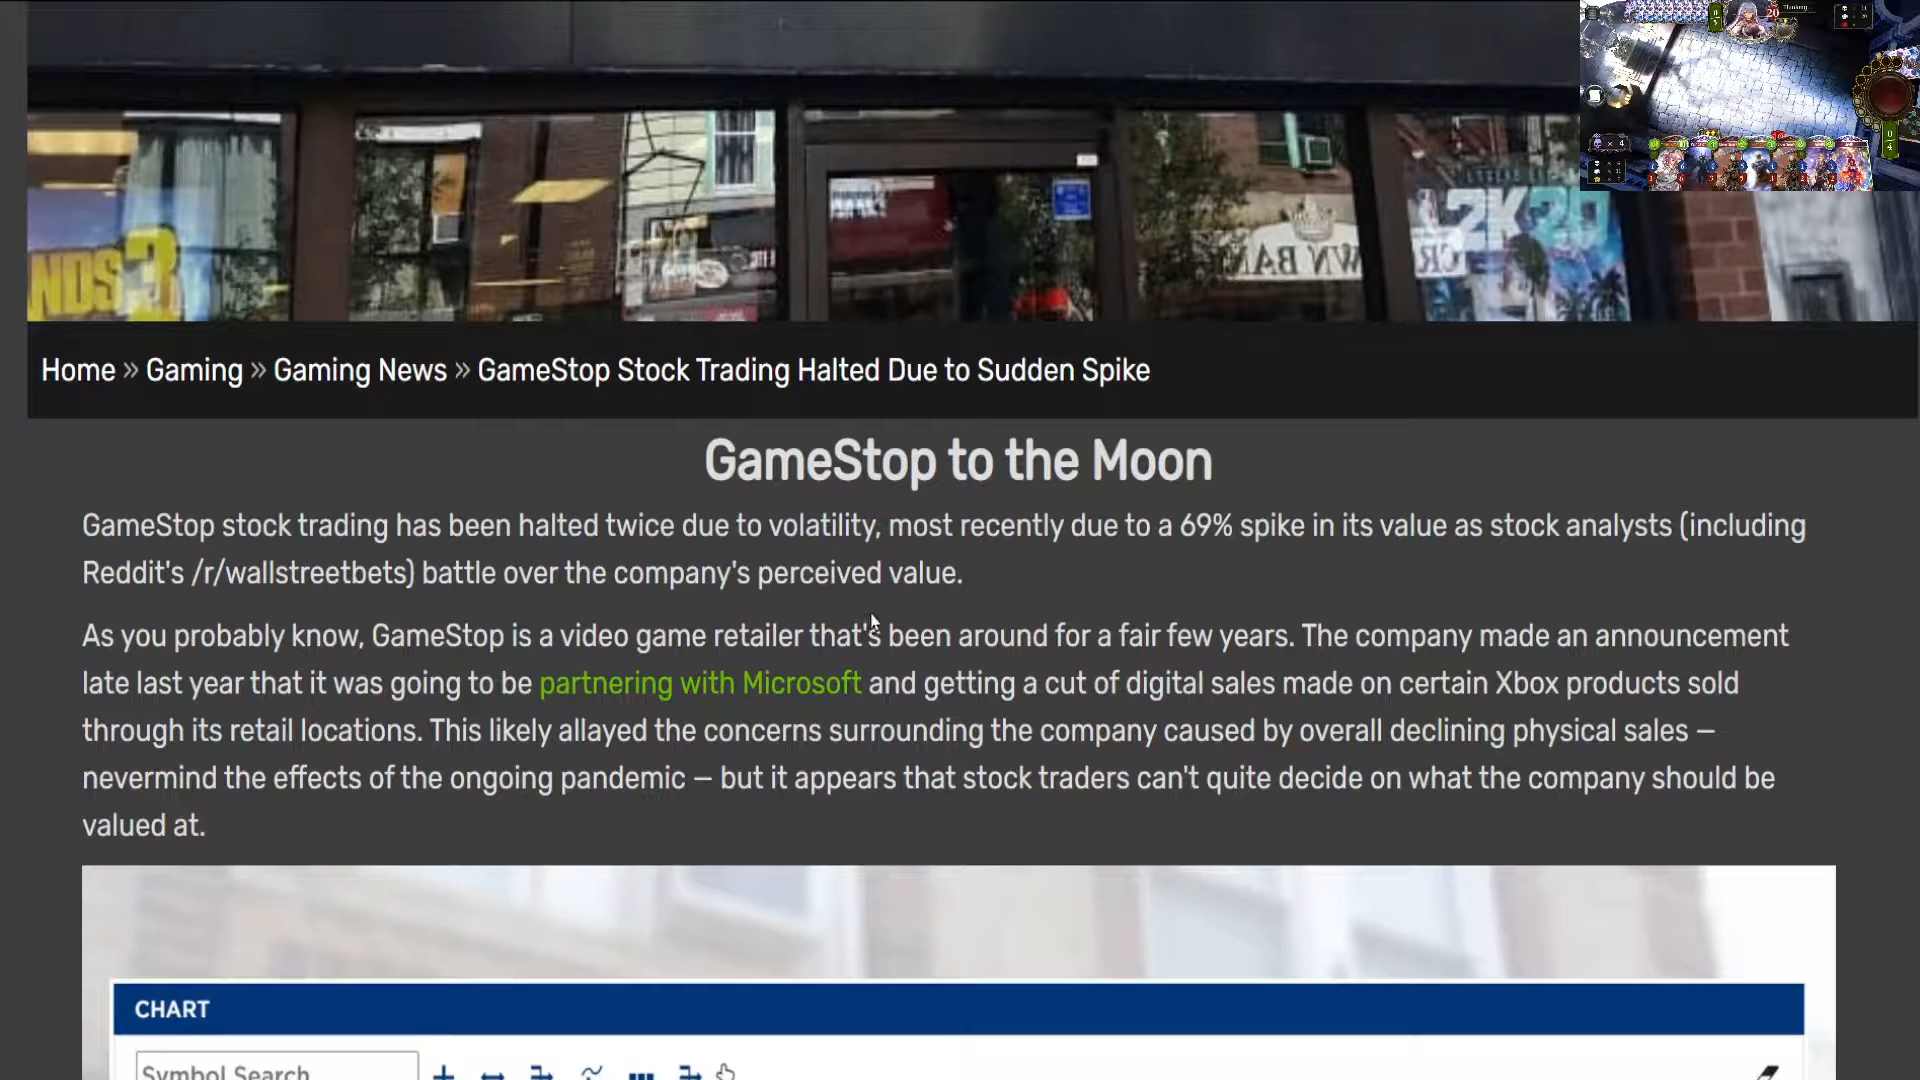 Thinking...
20
NDS 3
2K20
WN BAN
Home » Gaming » Gaming News » GameStop Stock Trading Halted Due to Sudden Spike
GameStop to the Moon
GameStop stock trading has been halted twice due to volatility, most recently due to a 69% spike in its value as stock analysts (including
Reddit's /r/wallstreetbets) battle over the company's perceived value.
As you probably know, GameStop is a video game retailer that's been around for a fair few years. The company made an announcement
late last year that it was going to be partnering with Microsoft and getting a cut of digital sales made on certain Xbox products sold
through its retail locations. This likely allayed the concerns surrounding the company caused by overall declining physical sales —
nevermind the effects of the ongoing pandemic — but it appears that stock traders can't quite decide on what the company should be
valued at.
CHART
Symbol Search